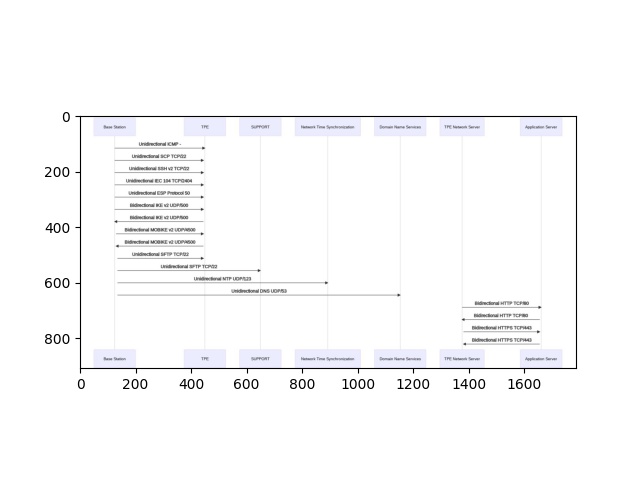 0
200
400
600
800
0 200 400 600 800 1000 1200 1400 1600
Base Station TFE SUPPORT Network Time Synchronization Domain Name Services TFE Network Server Application Server
Unidirectional ICMP -
Unidirectional SCP TCP/22
Unidirectional SSH v2 TCP/22
Unidirectional IEC 104 TCP/2404
Unidirectional ESP Protocol 50
Bidirectional IKE v2 UDP/500
Bidirectional IKE v2 UDP/500
Bidirectional MOBIKE v2 UDP/4500
Bidirectional MOBIKE v2 UDP/4500
Unidirectional SFTP TCP/22
Unidirectional SFTP TCP/22
Unidirectional NTP UDP/123
Unidirectional DNS UDP/53
Bidirectional HTTP TCP/80
Bidirectional HTTP TCP/80
Bidirectional HTTPS TCP/443
Bidirectional HTTPS TCP/443
Base Station TFE SUPPORT Network Time Synchronization Domain Name Services TFE Network Server Application Server